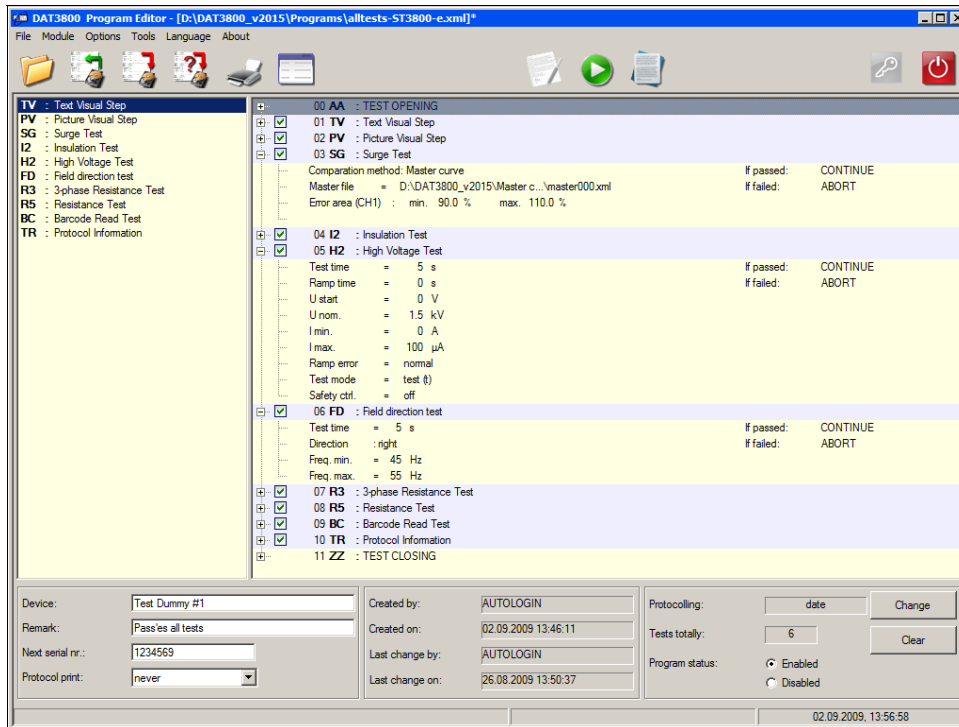 DAT3800 Program Editor - [D:\DAT3800_v2015\Programs\alltests-ST3800-e.xml]*
File Module Options Tools Language About
TV : Text Visual Step
PV : Picture Visual Step
SG : Surge Test
I2 : Insulation Test
H2 : High Voltage Test
FD : Field direction test
R3 : 3-phase Resistance Test
R5 : Resistance Test
BC : Barcode Read Test
TR : Protocol Information
00 AA : TEST OPENING
01 TV : Text Visual Step
02 PV : Picture Visual Step
03 SG : Surge Test
Comparation method: Master curve If passed: CONTINUE
Master file = D:\DAT3800_v2015\Master c...\master000.xml If failed: ABORT
Error area (CH1) : min. 90.0 % max. 110.0 %
04 I2 : Insulation Test
05 H2 : High Voltage Test
Test time = 5 s If passed: CONTINUE
Ramp time = 0 s If failed: ABORT
U start = 0 V
U nom. = 1.5 kV
I min. = 0 A
I max. = 100 µA
Ramp error = normal
Test mode = test (t)
Safety ctrl. = off
06 FD : Field direction test
Test time = 5 s If passed: CONTINUE
Direction : right If failed: ABORT
Freq. min. = 45 Hz
Freq. max. = 55 Hz
07 R3 : 3-phase Resistance Test
08 R5 : Resistance Test
09 BC : Barcode Read Test
10 TR : Protocol Information
11 ZZ : TEST CLOSING
Device: Test Dummy #1
Remark: Pass'es all tests
Next serial nr.: 1234569
Protocol print: never
Created by: AUTOLOGIN
Created on: 02.09.2009 13:46:11
Last change by: AUTOLOGIN
Last change on: 26.08.2009 13:50:37
Protocolling: date Change
Tests totally: 6 Clear
Program status: Enabled
Disabled
02.09.2009, 13:56:58